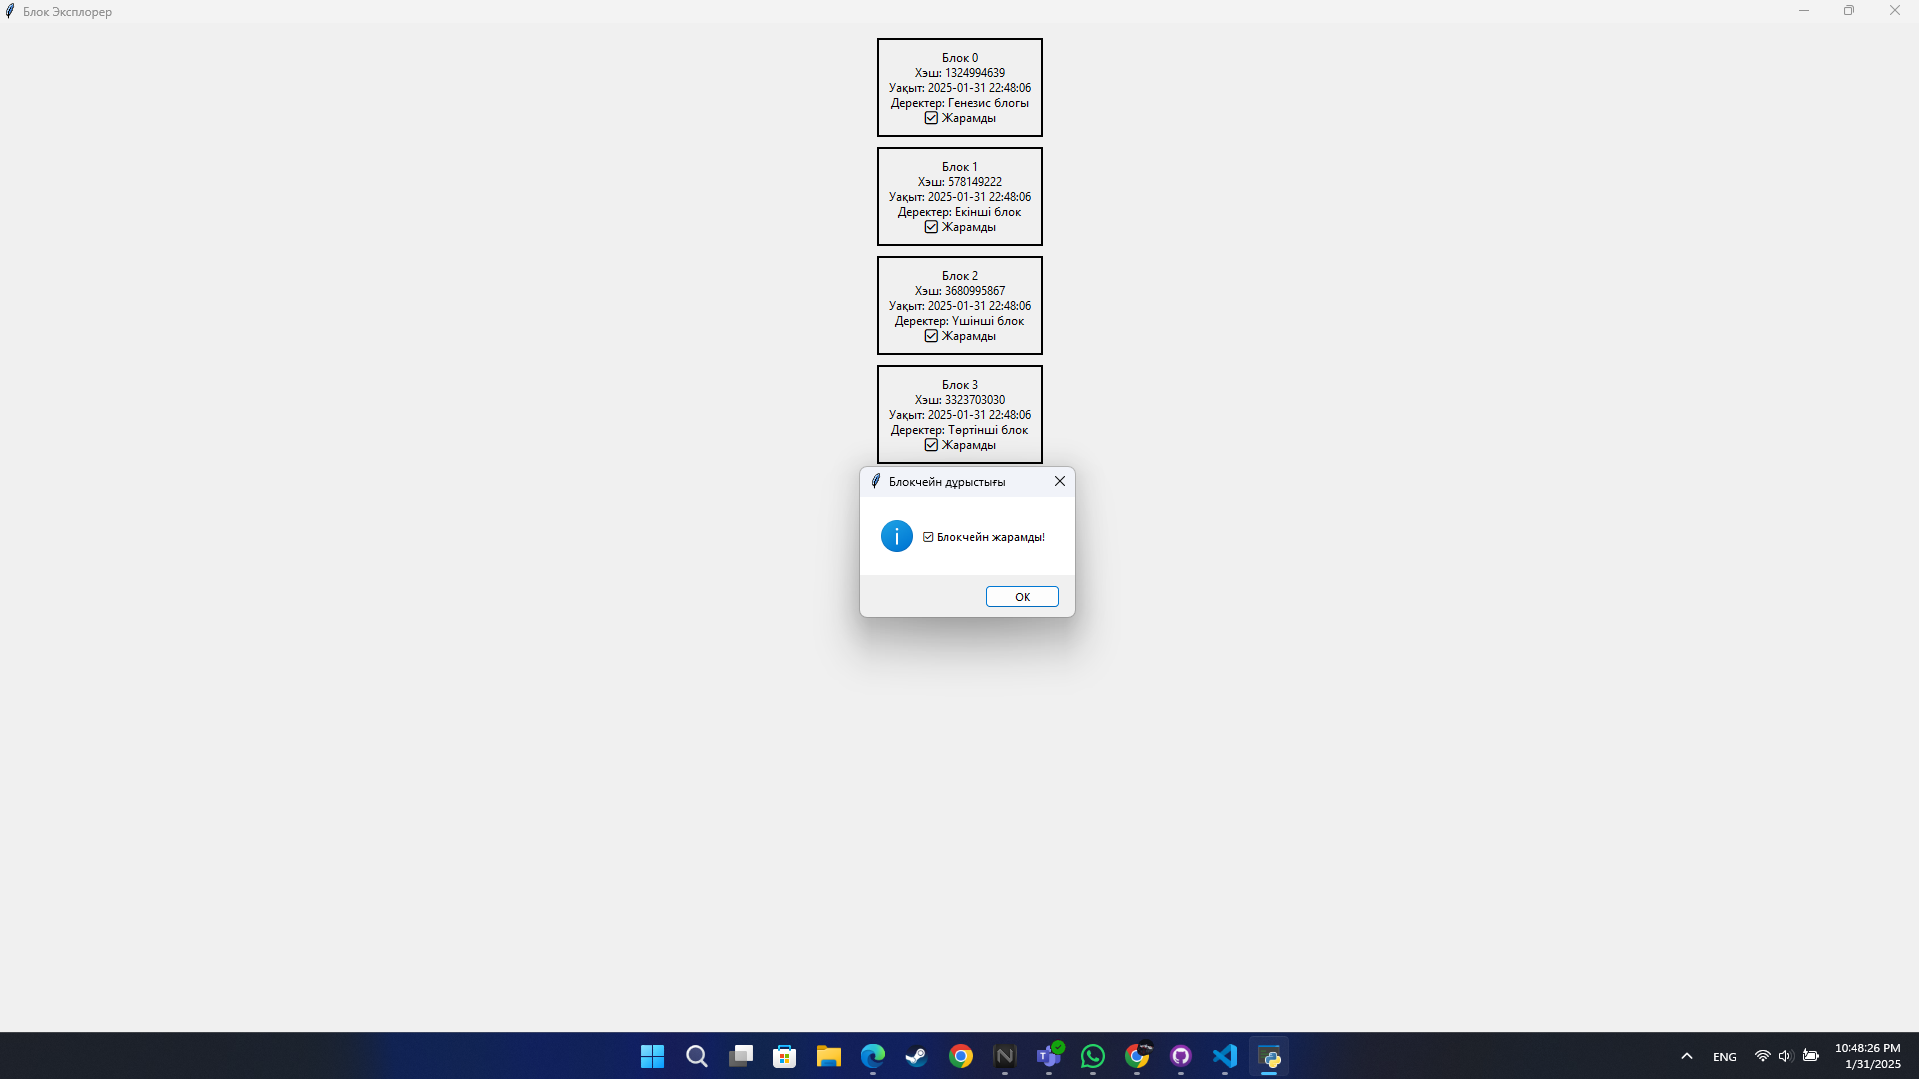 Блок Эксплорер
Блок 0
Хэш: 1324994639
Уақыт: 2025-01-31 22:48:06
Деректер: Генезис блогы
☑ Жарамды
Блок 1
Хэш: 578149222
Уақыт: 2025-01-31 22:48:06
Деректер: Екінші блок
☑ Жарамды
Блок 2
Хэш: 3680995867
Уақыт: 2025-01-31 22:48:06
Деректер: Үшінші блок
☑ Жарамды
Блок 3
Хэш: 3323703030
Уақыт: 2025-01-31 22:48:06
Деректер: Төртінші блок
☑ Жарамды
Блокчейн дұрыстығы
☑ Блокчейн жарамды!
OK
ENG
10:48:26 PM
1/31/2025